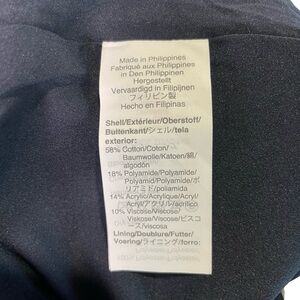 Made in Philippines
Fabriqué aux Philippines
In Den Philippinen
Hergestellt
Vervaardigd in Filipijnen
フィリピン製
Hecho en Filipinas
Shell/Extérieur/Oberstoff/
Buitenkant/シェル/tela
exterior:
58% Cotton/Coton/
Baumwolle/Katoen/綿/
algodón
18% Polyamide/Polyamide/
Polyamid/Polyamide/ポ
リアミド/poliamida
14% Acrylic/Acrylique/Acryl/
Acryl/アクリル/acrílico
10% Viscose/Viscose/
Viskose/Viscose/ビスコ
ース/viscosa
Lining/Doublure/Futter/
Voering/ライニング/forro: